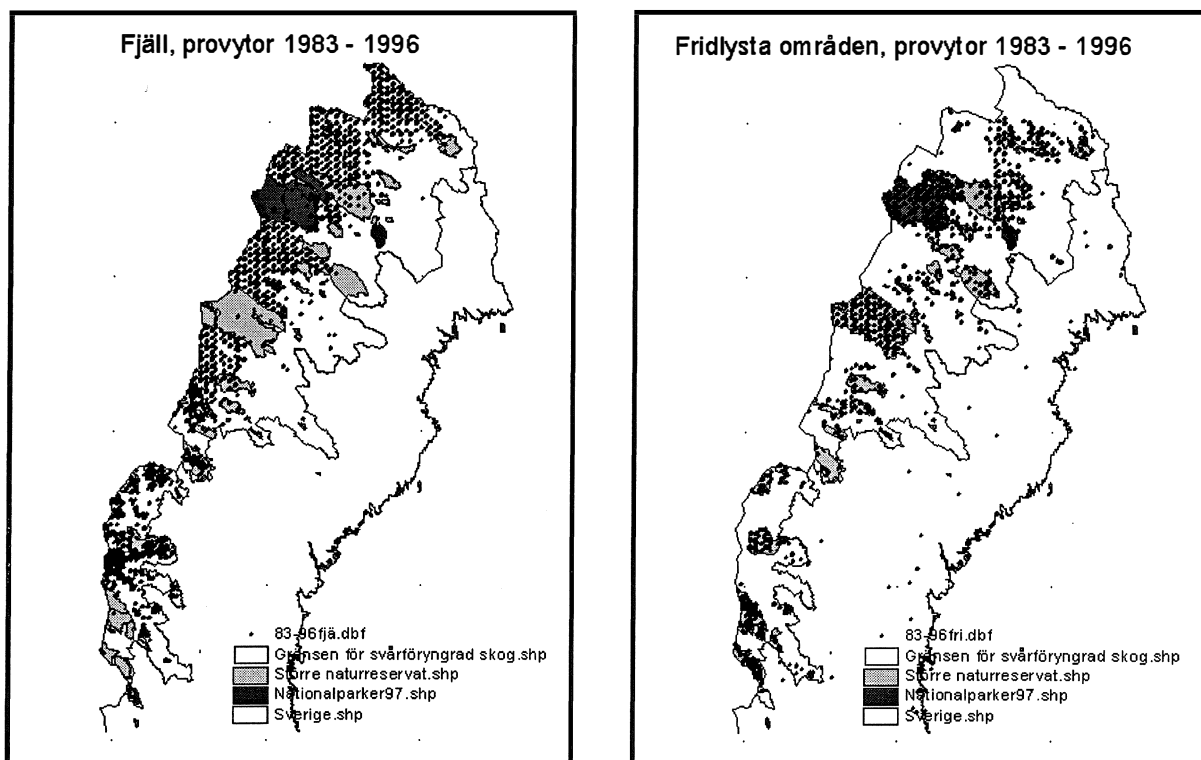 Fjäll, provytor 1983 - 1996
83-96fjä.dbf
Gränsen för svårföryngrad skog.shp
Större naturreservat.shp
Nationalparker97.shp
Sverige.shp
Fridlysta områden, provytor 1983 - 1996
83-96fri.dbf
Gränsen för svårföryngrad skog.shp
Större naturreservat.shp
Nationalparker97.shp
Sverige.shp